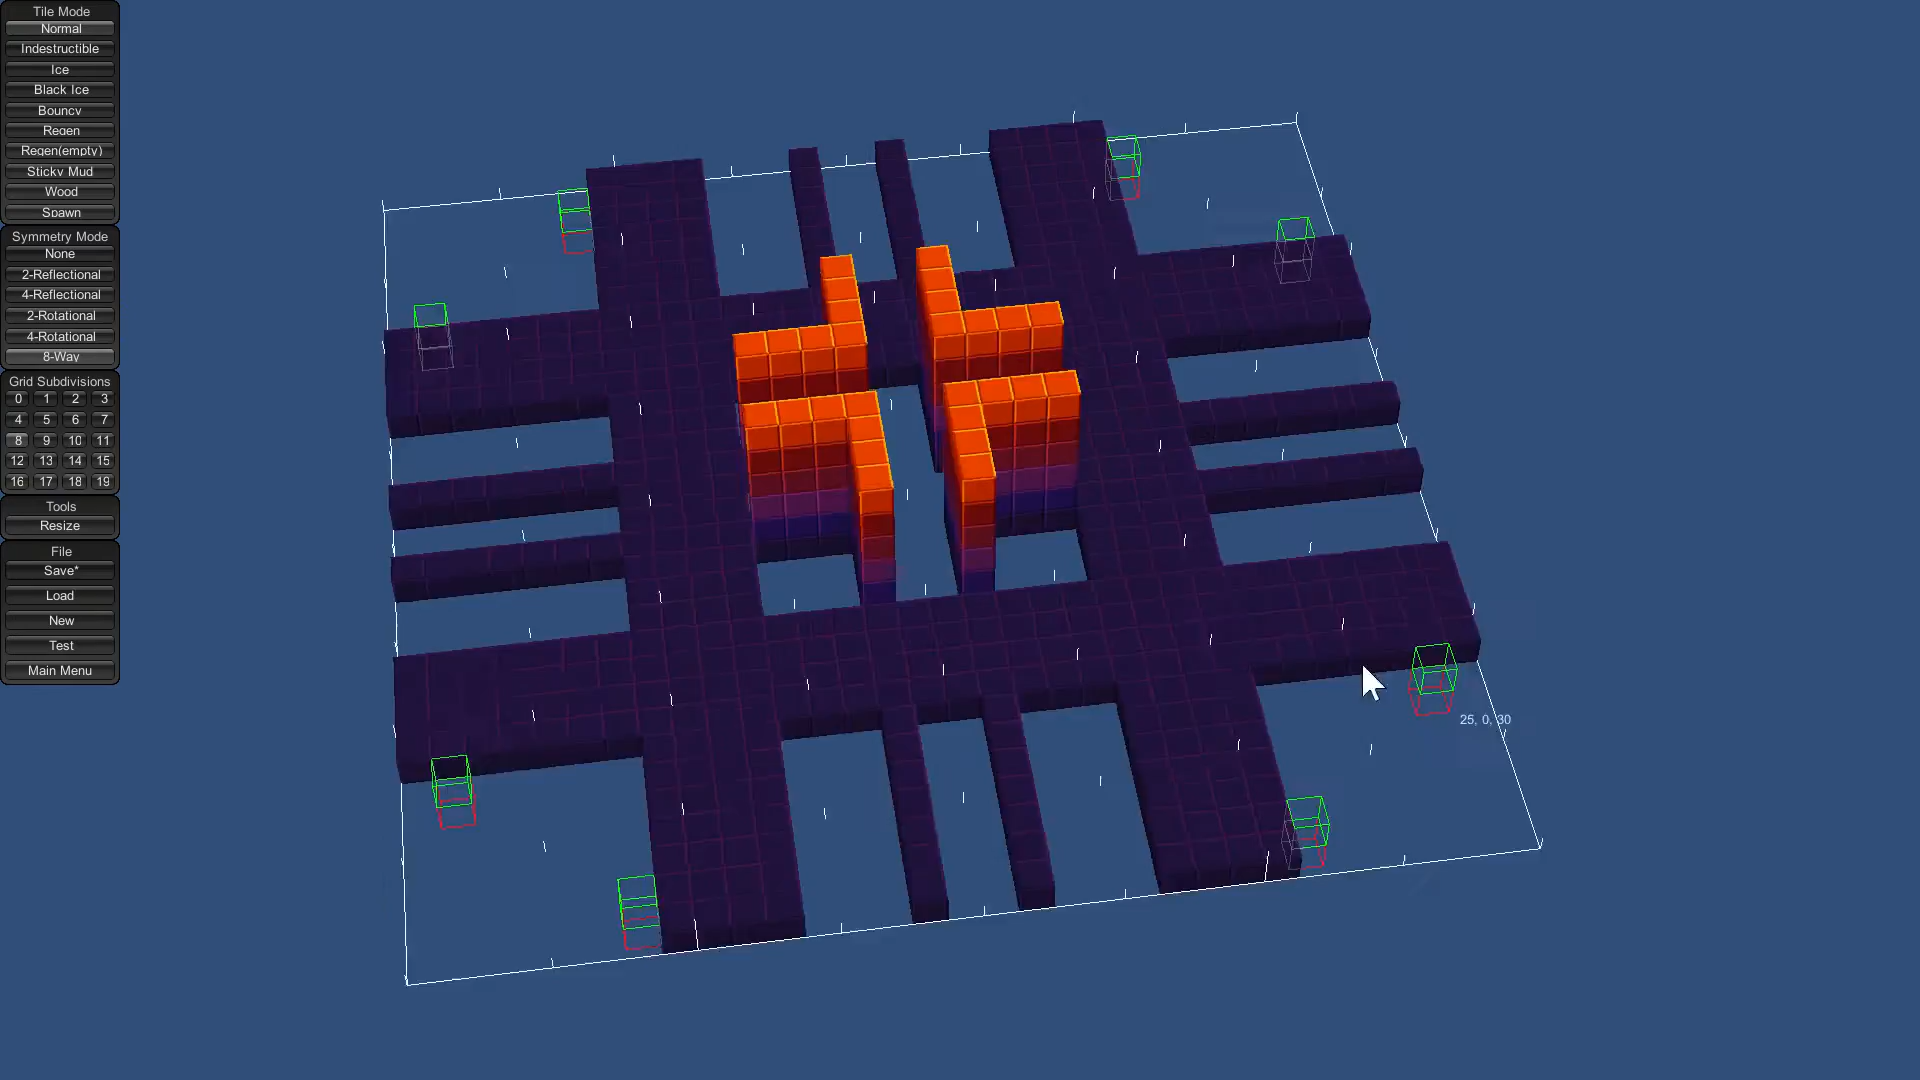 Tile Mode
Normal
Indestructible
Ice
Black Ice
Bouncy
Regen
Regen(empty)
Sticky Mud
Wood
Spawn
Symmetry Mode
None
2-Reflectional
4-Reflectional
2-Rotational
4-Rotational
8-Way
Grid Subdivisions
0 1 2 3
4 5 6 7
8 9 10 11
12 13 14 15
16 17 18 19
Tools
Resize
File
Save*
Load
New
Test
Main Menu
25, 0, 30